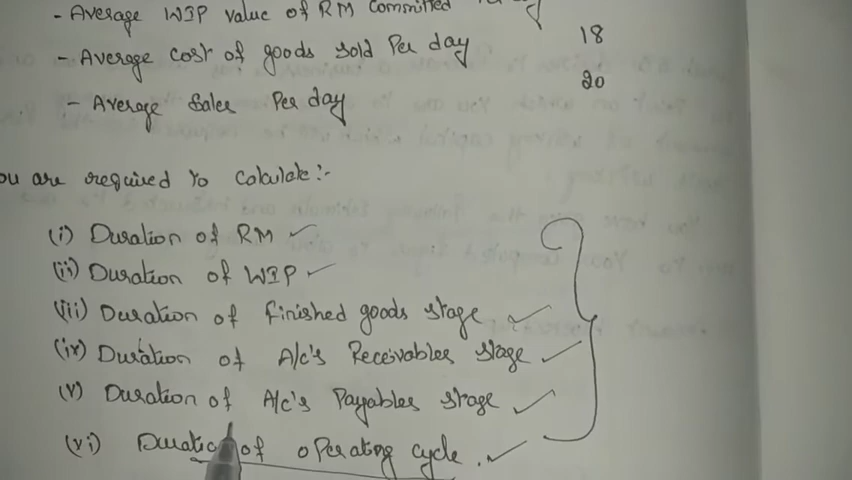 - Average WIP value of RM Committed
- Average cost of goods sold Per day 18
- Average Sales Per day 20
ou are required to Calculate:-
(i) Duration of RM
(ii) Duration of WIP
(iii) Duration of Finished goods stage
(iv) Duration of A/c's Receivables stage
(v) Duration of A/c's Payables stage
(vi) Duration of operating cycle.